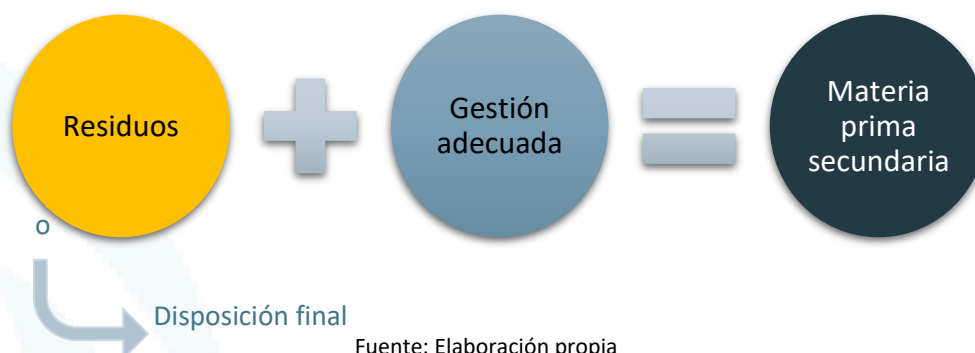 Residuos
Gestión
adecuada
Materia
prima
secundaria
o
Disposición final
Fuente: Elaboración propia